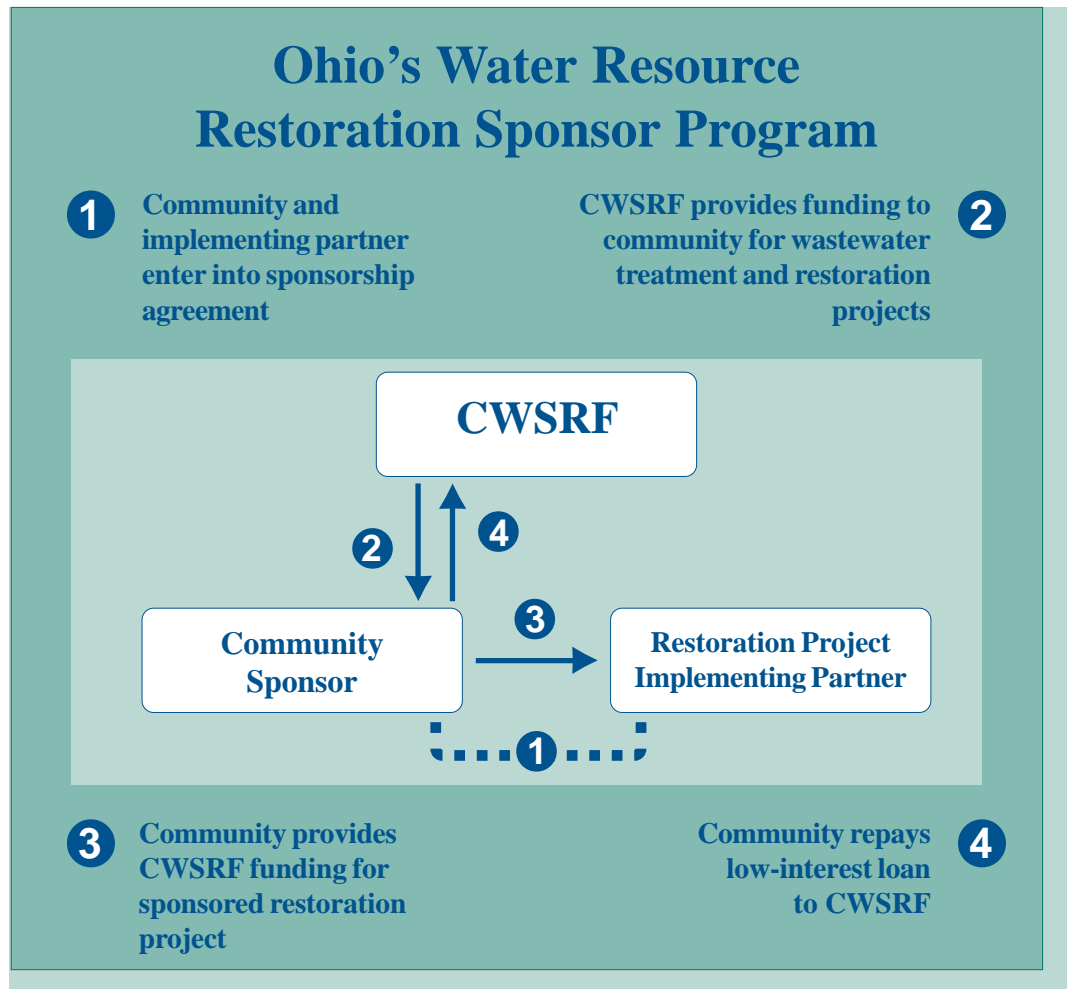 Ohio’s Water Resource
Restoration Sponsor Program
1
Community and
implementing partner
enter into sponsorship
agreement
CWSRF provides funding to
community for wastewater
treatment and restoration
projects
2
CWSRF
2
4
Community
Sponsor
3
Restoration Project
Implementing Partner
1
3
Community provides
CWSRF funding for
sponsored restoration
project
Community repays
low-interest loan
to CWSRF
4